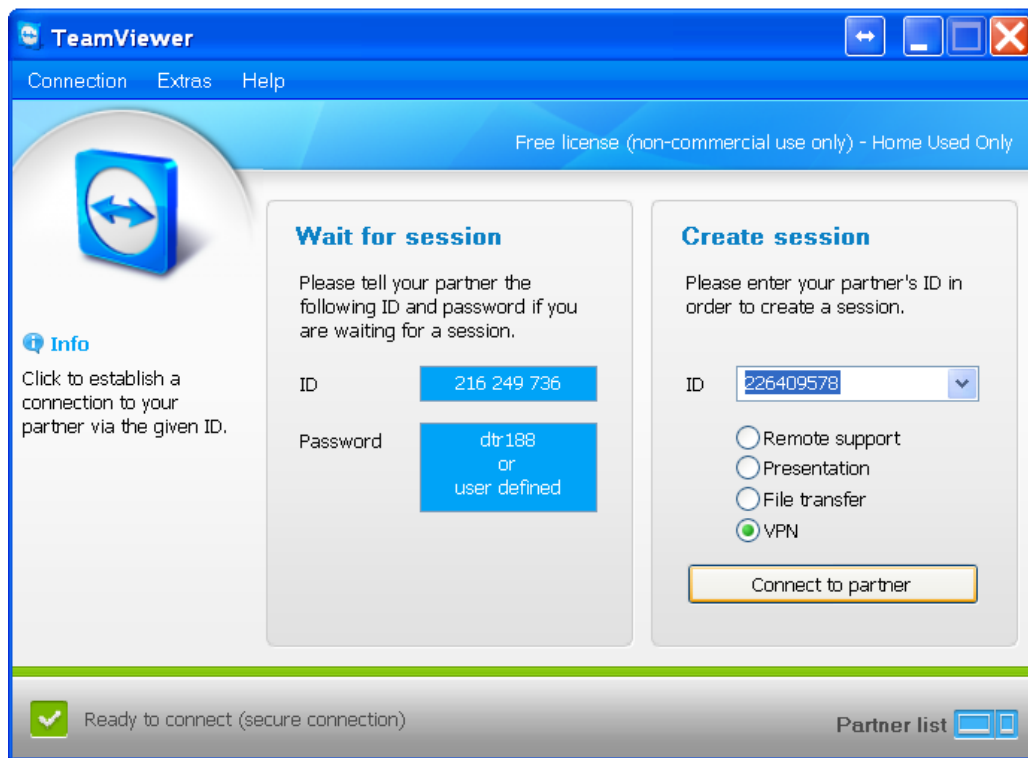 TeamViewer
Connection Extras Help
Free license (non-commercial use only) - Home Used Only
Wait for session
Please tell your partner the
following ID and password if you
are waiting for a session.
ID 216 249 736
Password dtr188
or
user defined
Create session
Please enter your partner's ID in
order to create a session.
ID 226409578
Remote support
Presentation
File transfer
VPN
Connect to partner
Info
Click to establish a
connection to your
partner via the given ID.
Ready to connect (secure connection)
Partner list